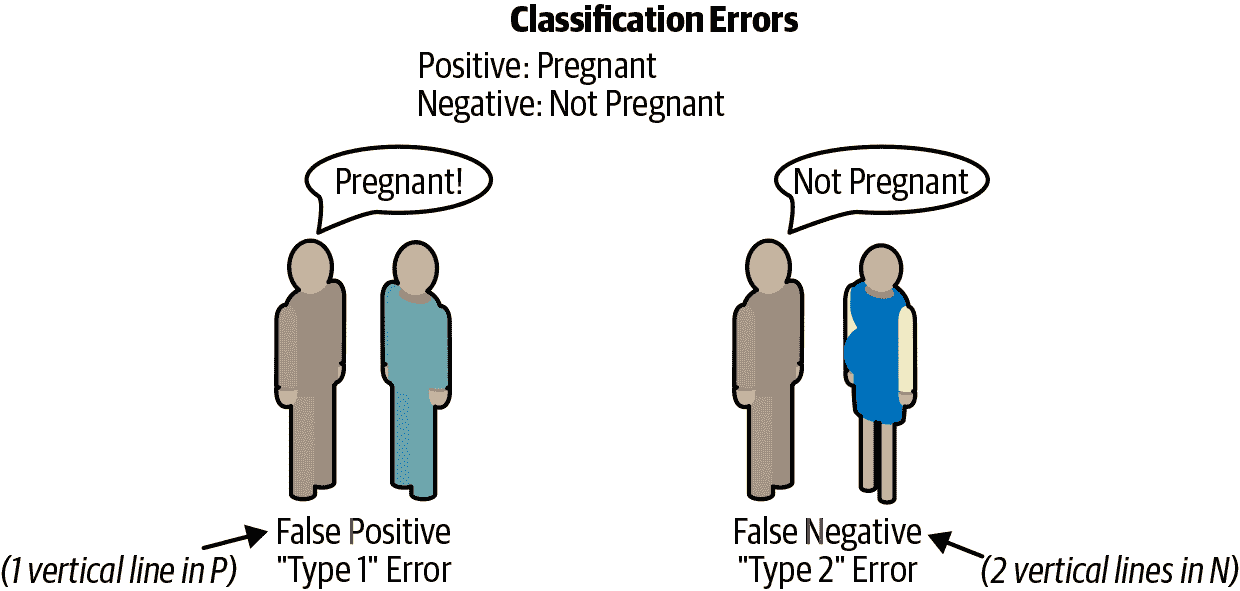 Classification Errors
Positive: Pregnant
Negative: Not Pregnant
Pregnant!
Not Pregnant
False Positive
"Type 1" Error
(1 vertical line in P)
False Negative
"Type 2" Error
(2 vertical lines in N)